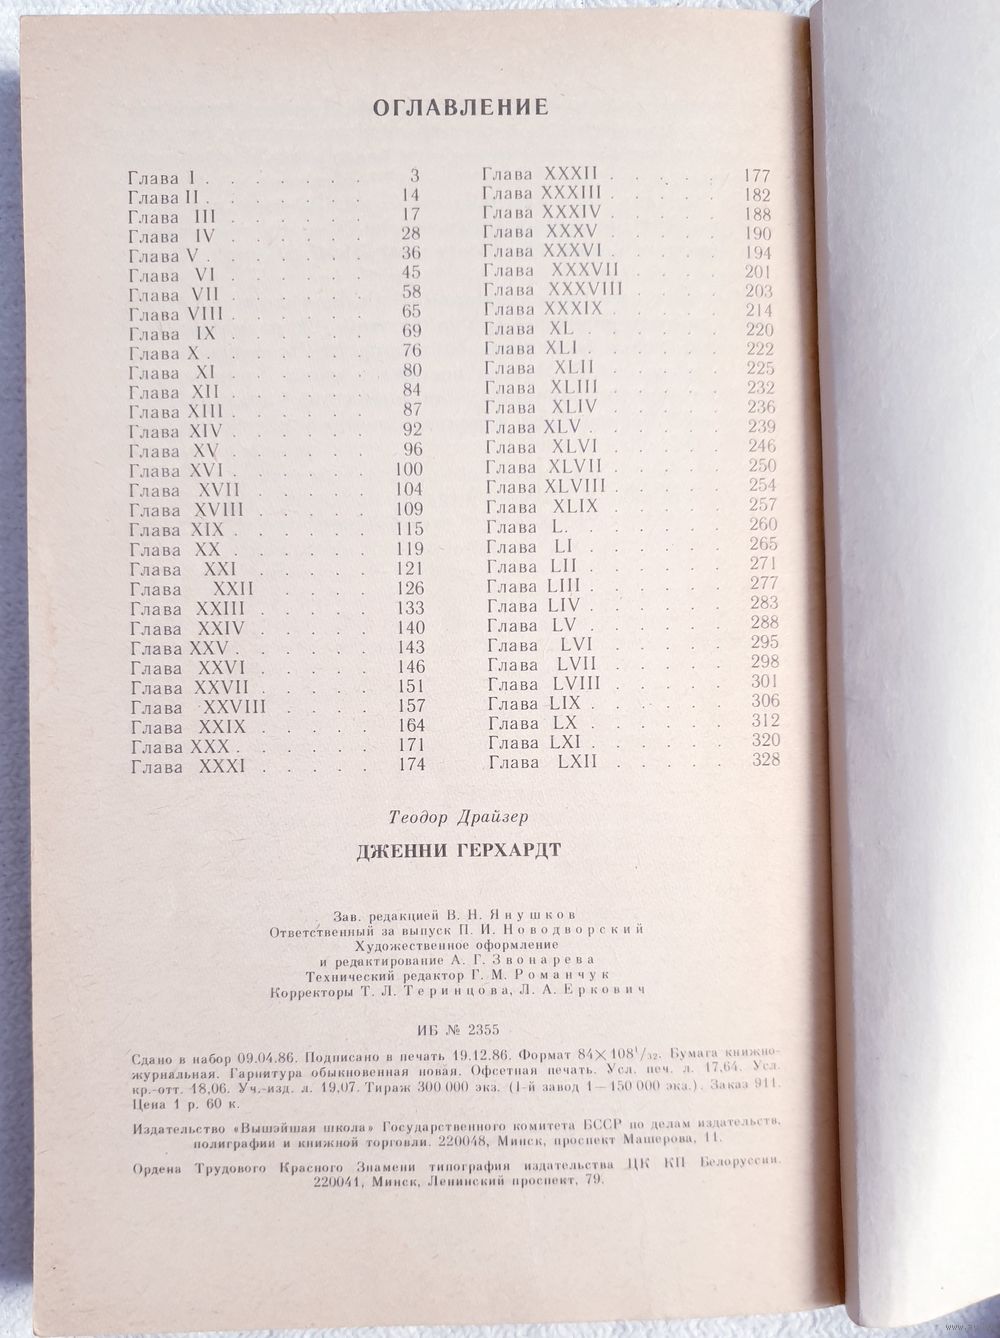 ОГЛАВЛЕНИЕ
Глава I . . . . . . . 3
Глава II . . . . . . . 14
Глава III . . . . . . 17
Глава IV . . . . . . 28
Глава V . . . . . . . 36
Глава VI . . . . . . 45
Глава VII . . . . . . 58
Глава VIII . . . . . . 65
Глава IX . . . . . . 69
Глава X . . . . . . . 76
Глава XI . . . . . . 80
Глава XII . . . . . . 84
Глава XIII . . . . . . 87
Глава XIV . . . . . . 92
Глава XV . . . . . . 96
Глава XVI . . . . . . 100
Глава XVII . . . . . 104
Глава XVIII . . . . . 109
Глава XIX . . . . . . 115
Глава XX . . . . . . 119
Глава XXI . . . . . 121
Глава XXII . . . . 126
Глава XXIII . . . . . 133
Глава XXIV . . . . . 140
Глава XXV . . . . . . 143
Глава XXVI . . . . . 146
Глава XXVII . . . . . 151
Глава XXVIII . . . . 157
Глава XXIX . . . . . 164
Глава XXX . . . . . . 171
Глава XXXI . . . . . 174
Глава XXXII . . . . . 177
Глава XXXIII . . . . . 182
Глава XXXIV . . . . . 188
Глава XXXV . . . . . 190
Глава XXXVI . . . . . 194
Глава XXXVII . . . . 201
Глава XXXVIII . . . . 203
Глава XXXIX . . . . . 214
Глава XL . . . . . . 220
Глава XLI . . . . . . 222
Глава XLII . . . . . 225
Глава XLIII . . . . . 232
Глава XLIV . . . . . 236
Глава XLV . . . . . . 239
Глава XLVI . . . . . 246
Глава XLVII . . . . . 250
Глава XLVIII . . . . . 254
Глава XLIX . . . . . 257
Глава L. . . . . . . 260
Глава LI . . . . . . 265
Глава LII . . . . . . 271
Глава LIII . . . . . . 277
Глава LIV . . . . . . 283
Глава LV . . . . . . 288
Глава LVI . . . . . 295
Глава LVII . . . . . 298
Глава LVIII . . . . . 301
Глава LIX . . . . . . 306
Глава LX . . . . . . 312
Глава LXI . . . . . . 320
Глава LXII . . . . . 328
Теодор Драйзер
ДЖЕННИ ГЕРХАРДТ
Зав. редакцией В. Н. Янушков
Ответственный за выпуск П. И. Новодворский
Художественное оформление
и редактирование А. Г. Звонарева
Технический редактор Г. М. Романчук
Корректоры Т. Л. Теринцова, Л. А. Еркович
ИБ № 2355
Сдано в набор 09.04.86. Подписано в печать 19.12.86. Формат 84×108¹/₃₂. Бумага книжно-
журнальная. Гарнитура обыкновенная новая. Офсетная печать. Усл. печ. л. 17,64. Усл.
кр.-отт. 18,06. Уч.-изд. л. 19,07. Тираж 300 000 экз. (1-й завод 1—150 000 экз.). Заказ 911.
Цена 1 р. 60 к.
Издательство «Вышэйшая школа» Государственного комитета БССР по делам издательств,
полиграфии и книжной торговли. 220048, Минск, проспект Машерова, 11.
Ордена Трудового Красного Знамени типография издательства ЦК КП Белоруссии.
220041, Минск, Ленинский проспект, 79.